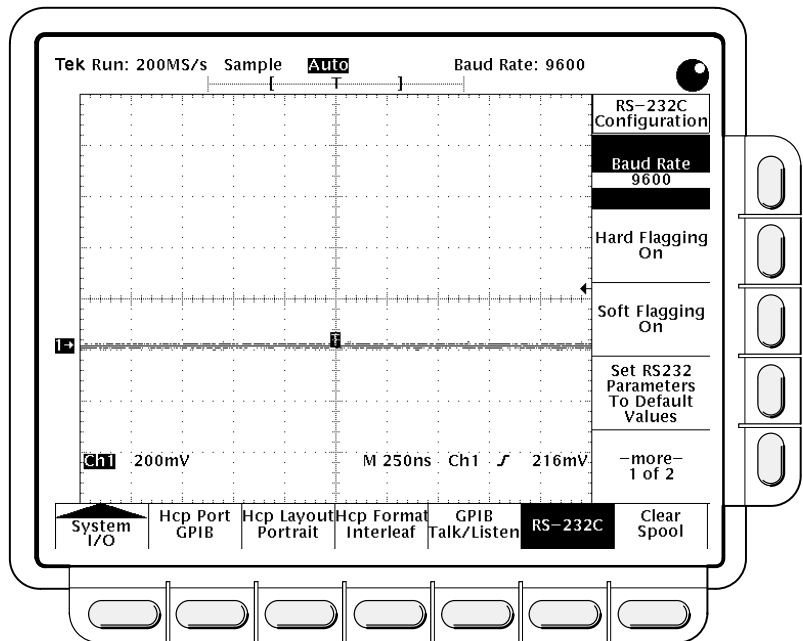 Tek Run: 200MS/s Sample Auto Baud Rate: 9600
[ T ]
RS–232C
Configuration
Baud Rate
9600
Hard Flagging
On
Soft Flagging
On
1→
T
Set RS232
Parameters
To Default
Values
Ch1 200mV M 250ns Ch1 216mV
–more–
1 of 2
System
I/O
Hcp Port
GPIB
Hcp Layout
Portrait
Hcp Format
Interleaf
GPIB
Talk/Listen
RS–232C
Clear
Spool